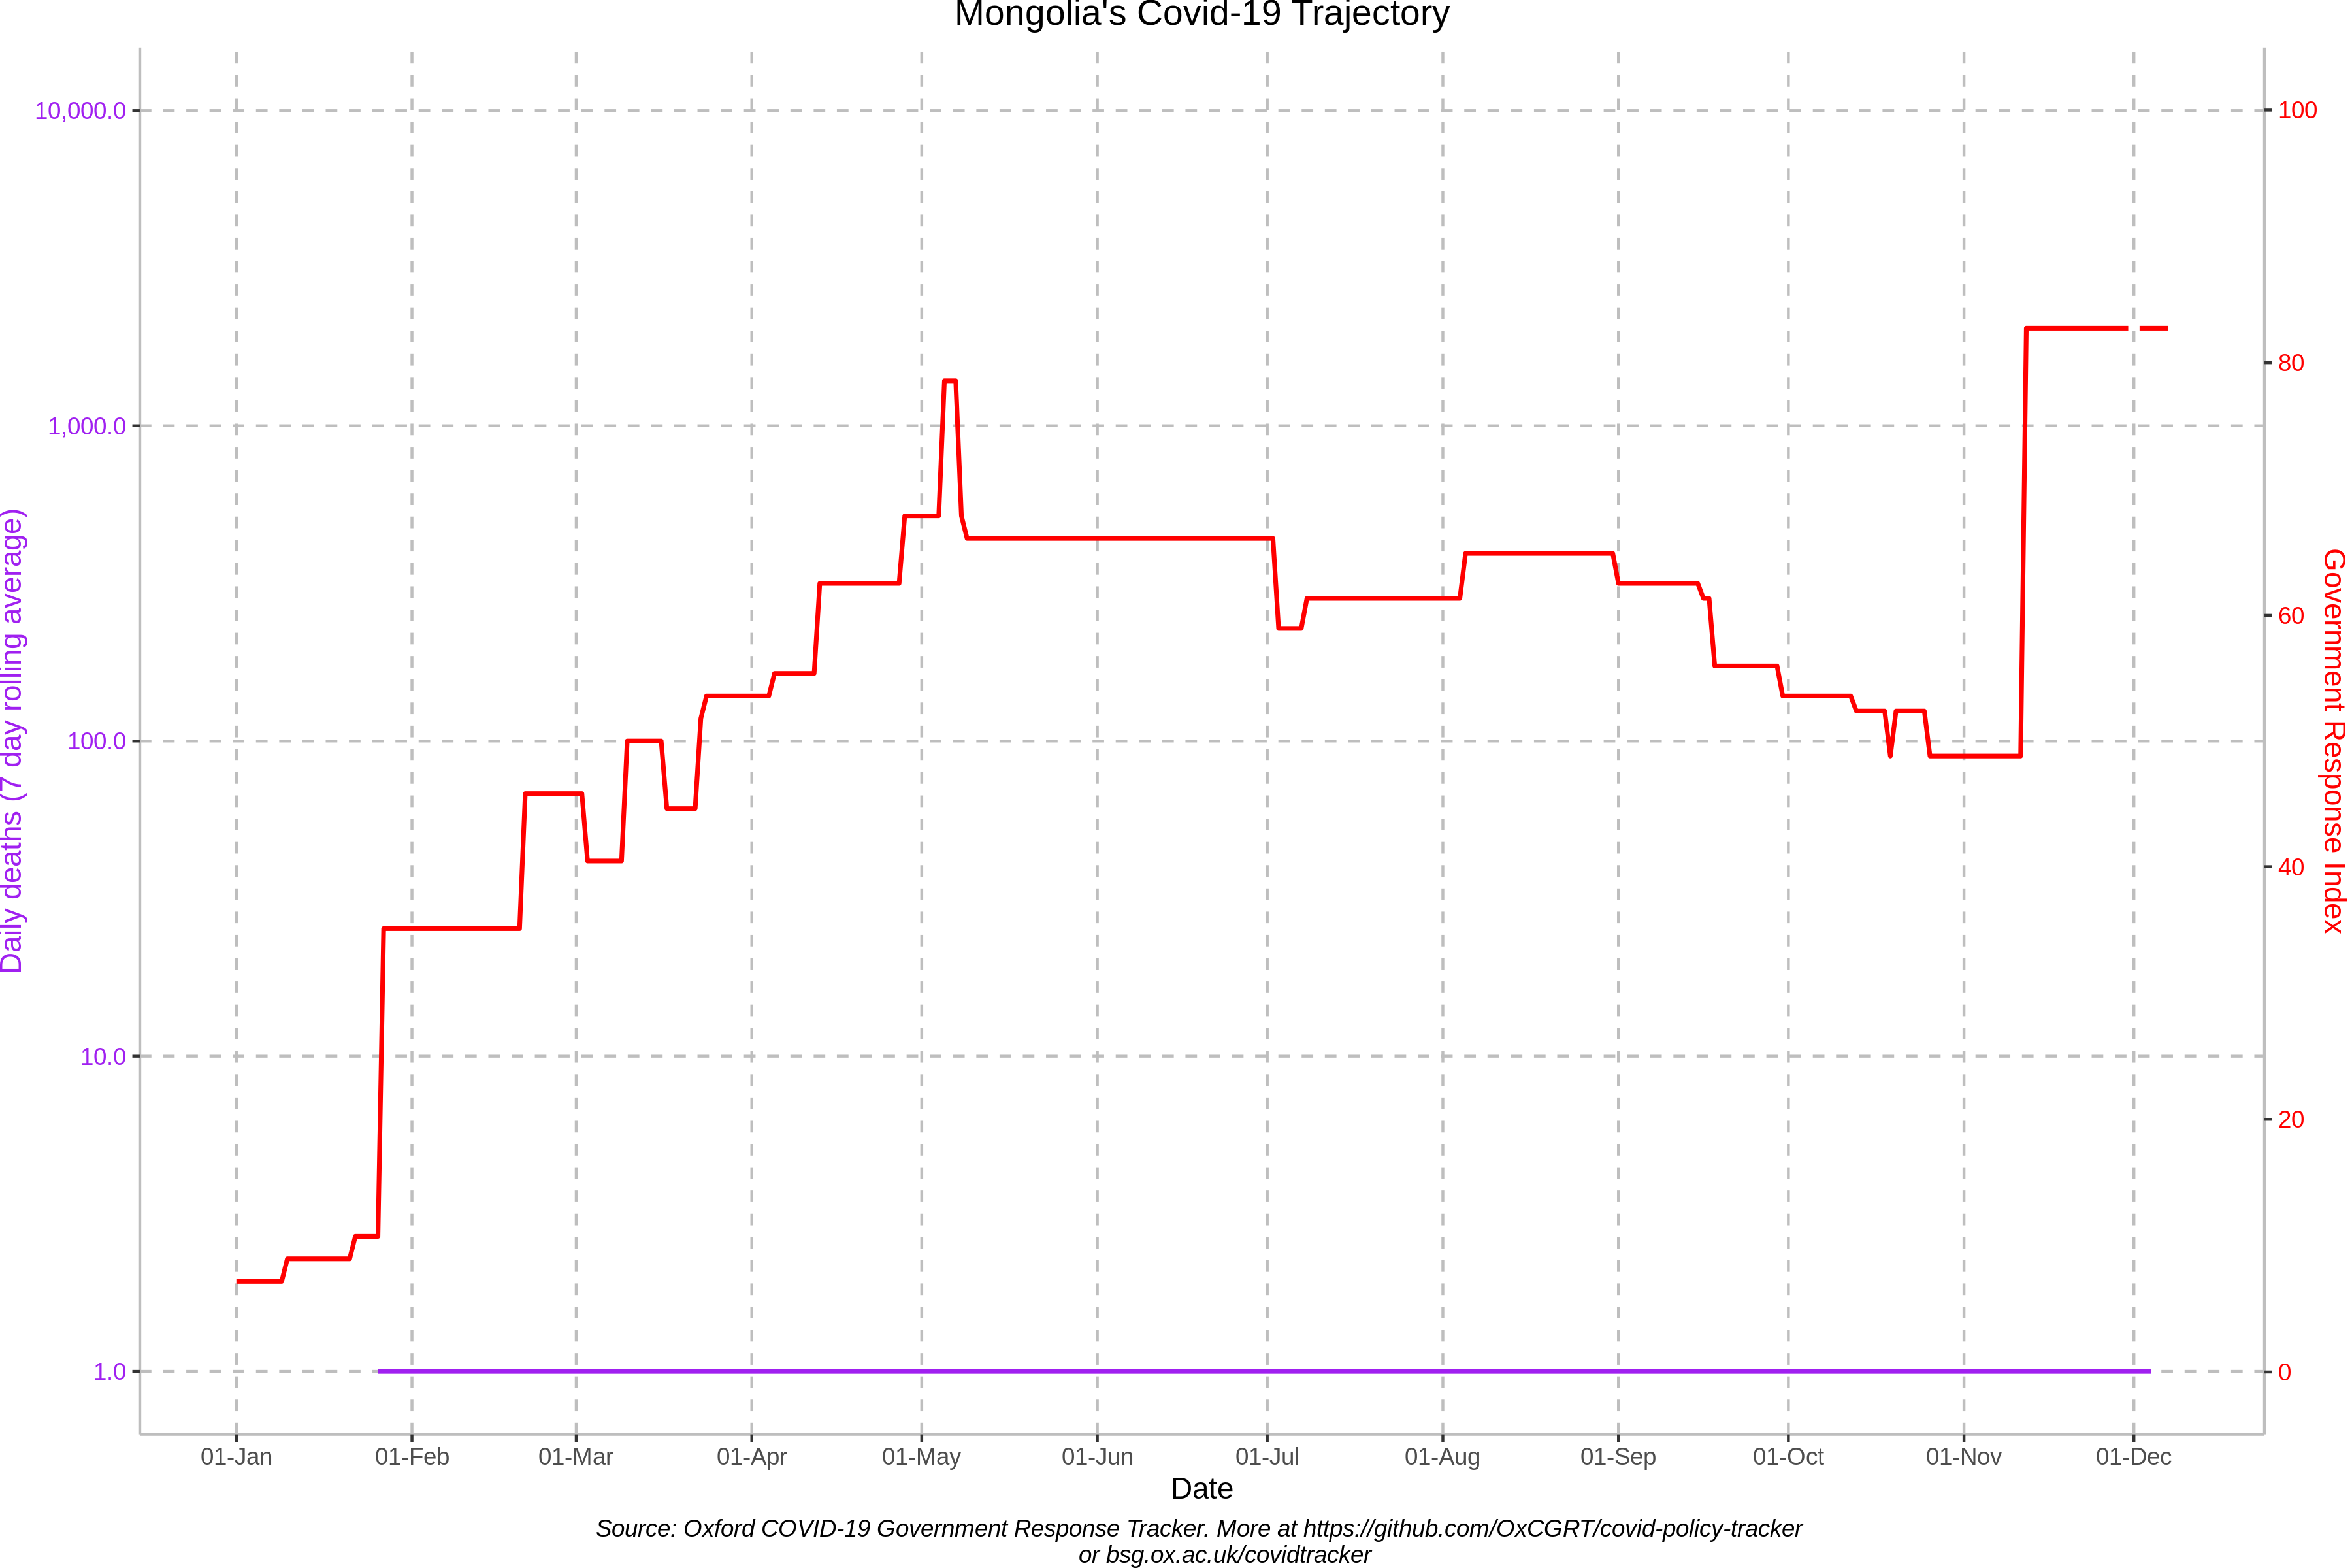 Mongolia's Covid-19 Trajectory
10,000.0
1,000.0
100.0
10.0
1.0
Daily deaths (7 day rolling average)
100
80
60
40
20
0
Government Response Index
01-Jan 01-Feb 01-Mar 01-Apr 01-May 01-Jun 01-Jul 01-Aug 01-Sep 01-Oct 01-Nov 01-Dec
Date
Source: Oxford COVID-19 Government Response Tracker. More at https://github.com/OxCGRT/covid-policy-tracker
or bsg.ox.ac.uk/covidtracker